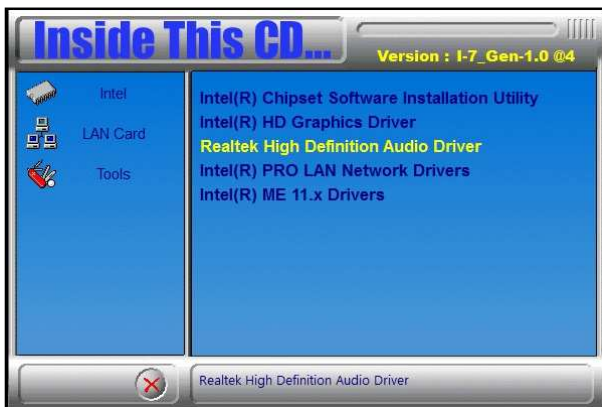 Inside This CD...
Version : I-7_Gen-1.0 @4
Intel
LAN Card
Tools
Intel(R) Chipset Software Installation Utility
Intel(R) HD Graphics Driver
Realtek High Definition Audio Driver
Intel(R) PRO LAN Network Drivers
Intel(R) ME 11.x Drivers
Realtek High Definition Audio Driver